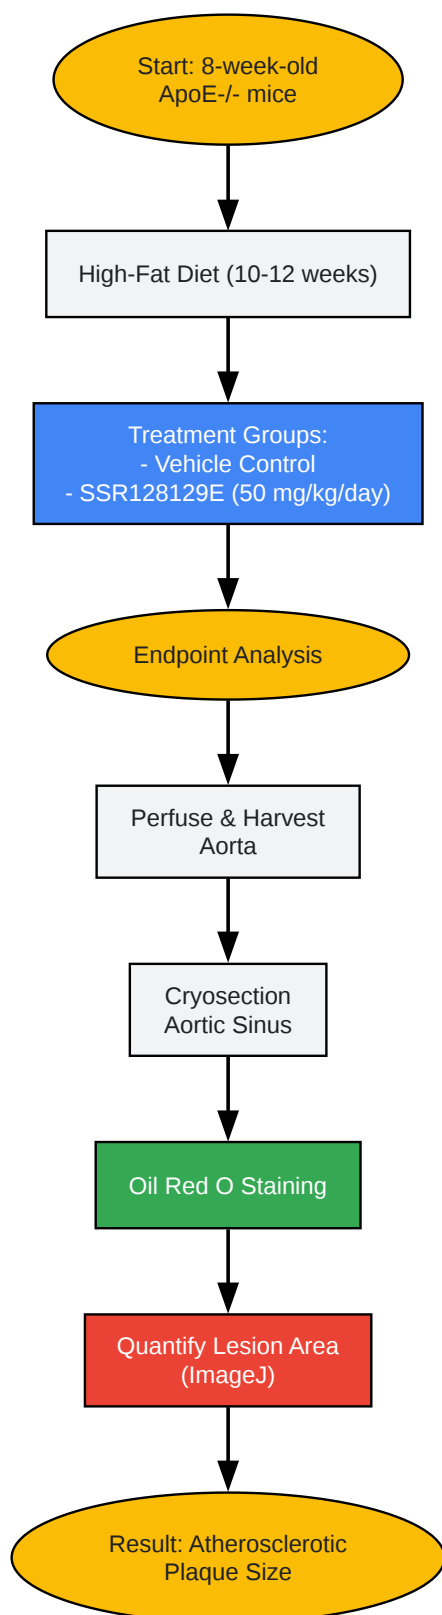 Start: 8-week-old
ApoE-/- mice
High-Fat Diet (10-12 weeks)
Treatment Groups:
- Vehicle Control
- SSR128129E (50 mg/kg/day)
Endpoint Analysis
Perfuse & Harvest
Aorta
Cryosection
Aortic Sinus
Oil Red O Staining
Quantify Lesion Area
(ImageJ)
Result: Atherosclerotic
Plaque Size